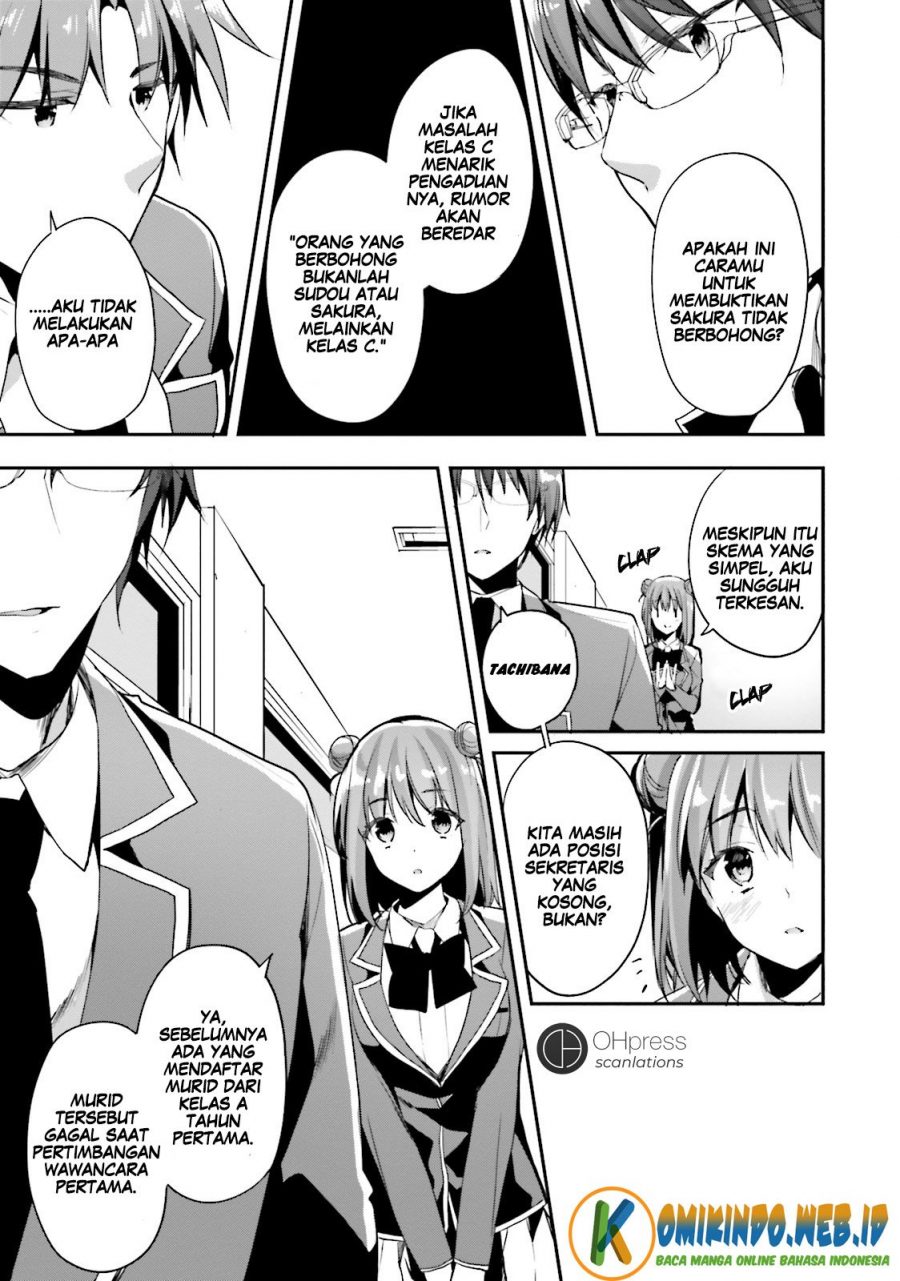 APAKAH INI
CARAMU
UNTUK
MEMBUKTIKAN
SAKURA TIDAK
BERBOHONG?
JIKA
MASALAH
KELAS C
MENARIK
PENGADUAN
NYA, RUMOR
AKAN
BEREDAR
"ORANG YANG
BERBOHONG
BUKANLAH
SUDOU ATAU
SAKURA,
MELAINKAN
KELAS C."
.....AKU TIDAK
MELAKUKAN
APA-APA
MESKIPUN ITU
SKEMA YANG
SIMPEL, AKU
SUNGGUH
TERKESAN.
CLAP
CLAP
TACHIBANA
KITA MASIH
ADA POSISI
SEKRETARIS
YANG
KOSONG,
BUKAN?
YA,
SEBELUMNYA
ADA YANG
MENDAFTAR
MURID DARI
KELAS A
TAHUN
PERTAMA.
MURID
TERSEBUT
GAGAL SAAT
PERTIMBANGAN
WAWANCARA
PERTAMA.
OHpress
scanlations
KOMIKINDO.WEB.ID
BACA MANGA ONLINE BAHASA INDONESIA